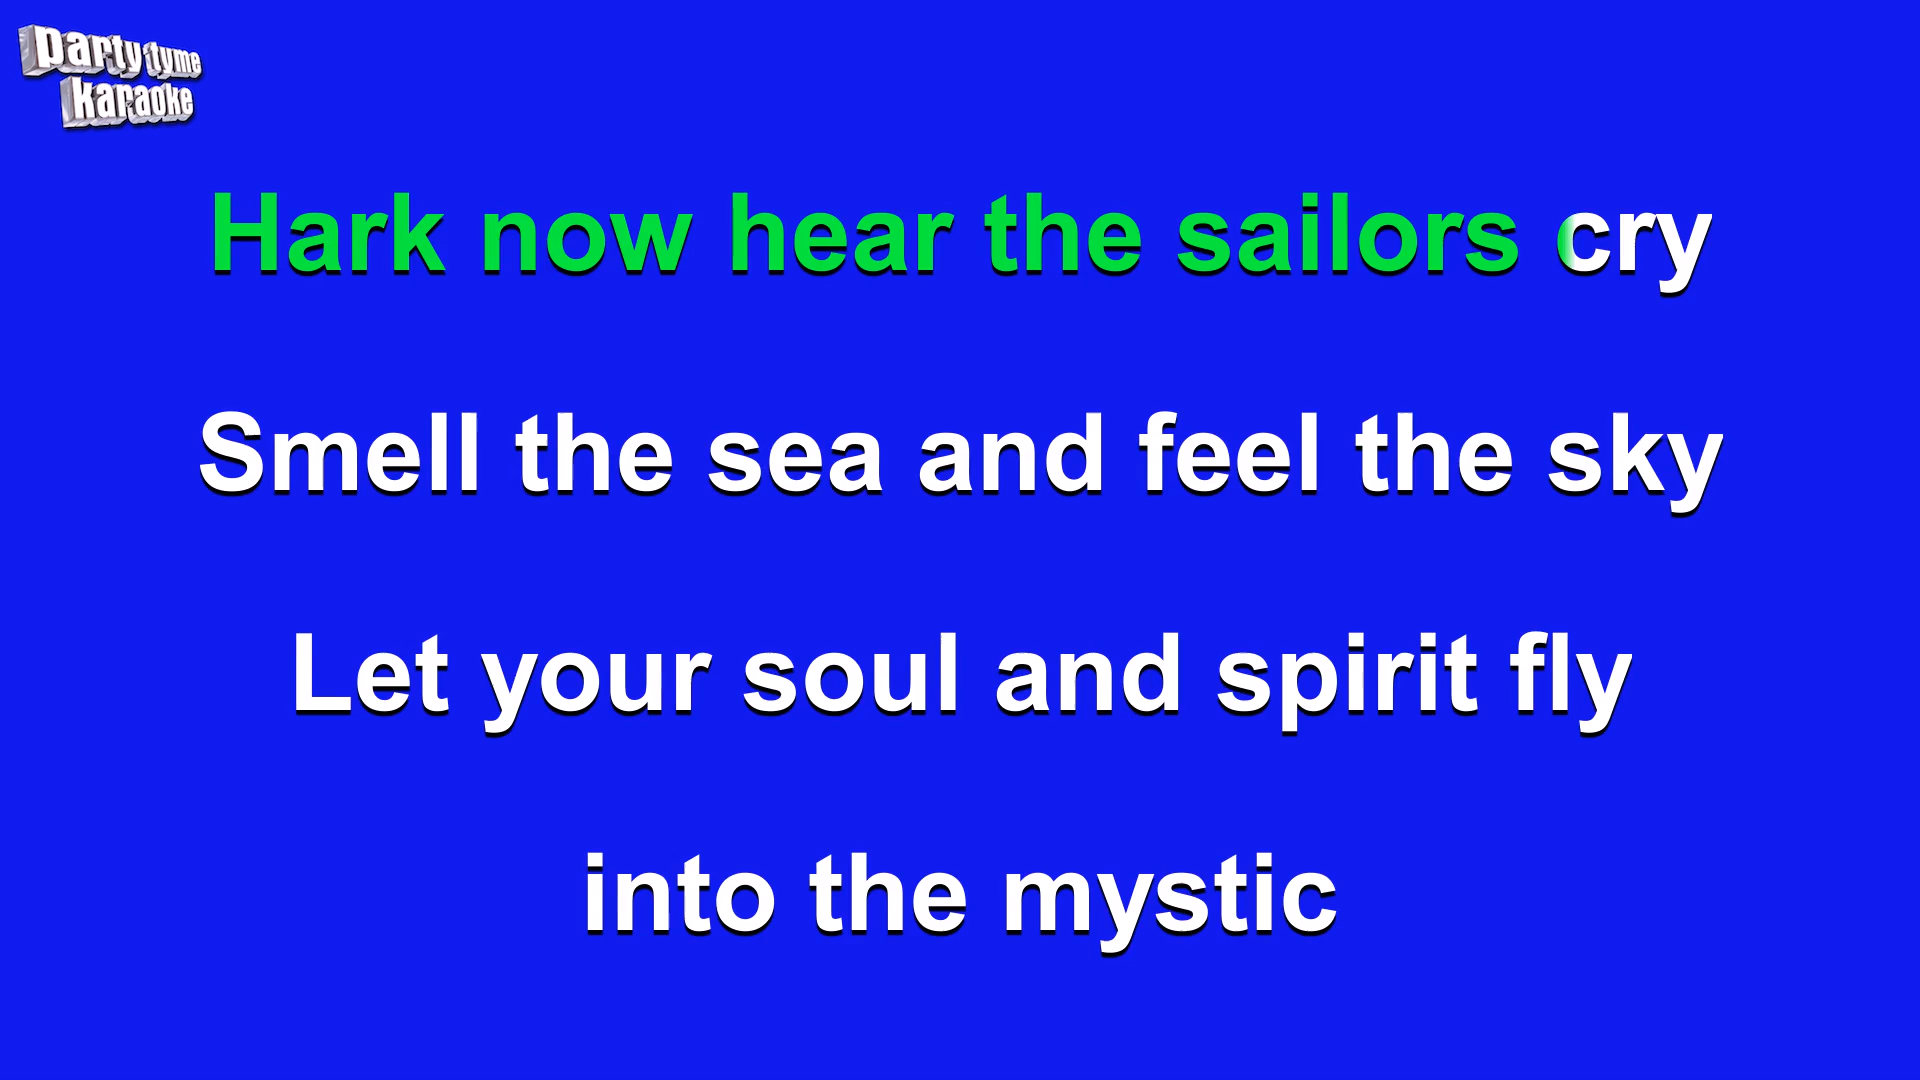 party tyme
karaoke
Hark now hear the sailors cry
Smell the sea and feel the sky
Let your soul and spirit fly
into the mystic